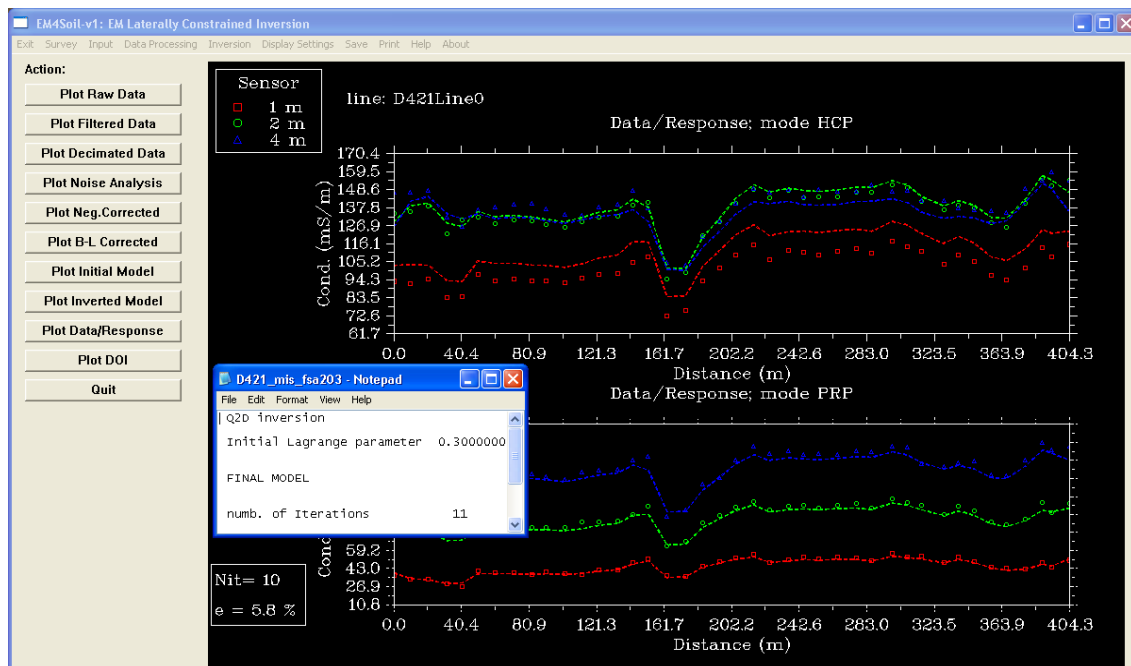 EM4Soil-v1: EM Laterally Constrained Inversion
Exit Survey Input Data Processing Inversion Display Settings Save Print Help About
Action:
Plot Raw Data
Plot Filtered Data
Plot Decimated Data
Plot Noise Analysis
Plot Neg.Corrected
Plot B-L Corrected
Plot Initial Model
Plot Inverted Model
Plot Data/Response
Plot DOI
Quit
Sensor
1 m
2 m
4 m
line: D421Line0
Data/Response; mode HCP
170.4
159.5
148.6
137.8
126.9
116.1
105.2
94.3
83.5
72.6
61.7
Cond. (mS/m)
0.0 40.4 80.9 121.3 161.7 202.2 242.6 283.0 323.5 363.9 404.3
Distance (m)
D421_mis_fsa203 - Notepad
File Edit Format View Help
Q2D inversion
Initial Lagrange parameter 0.3000000
FINAL MODEL
numb. of Iterations 11
Data/Response; mode PRP
59.2
43.0
26.9
10.8
0.0 40.4 80.9 121.3 161.7 202.2 242.6 283.0 323.5 363.9 404.3
Distance (m)
Nit= 10
e = 5.8 %